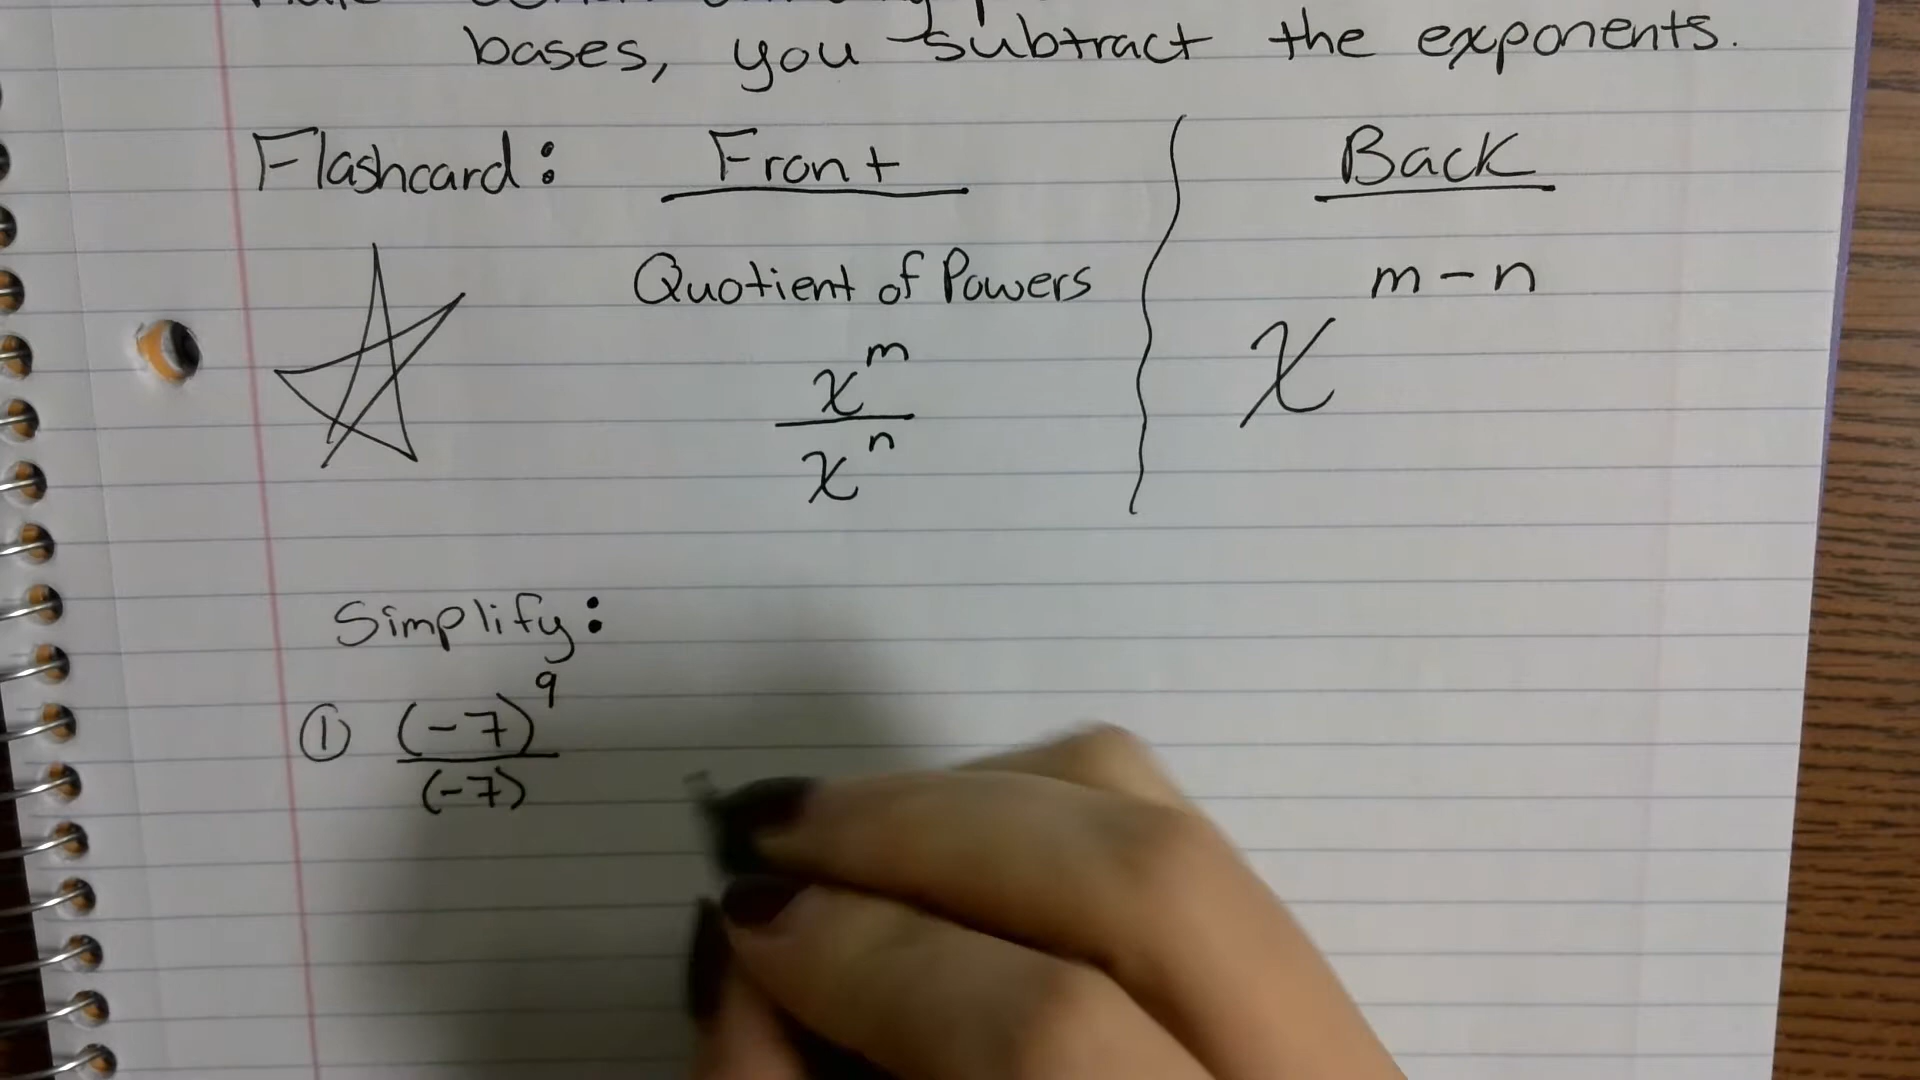 bases, you subtract the exponents.
Flashcard: Front Back
Quotient of Powers m - n
x^m x
x^n
Simplify:
① (-7)^9
(-7)